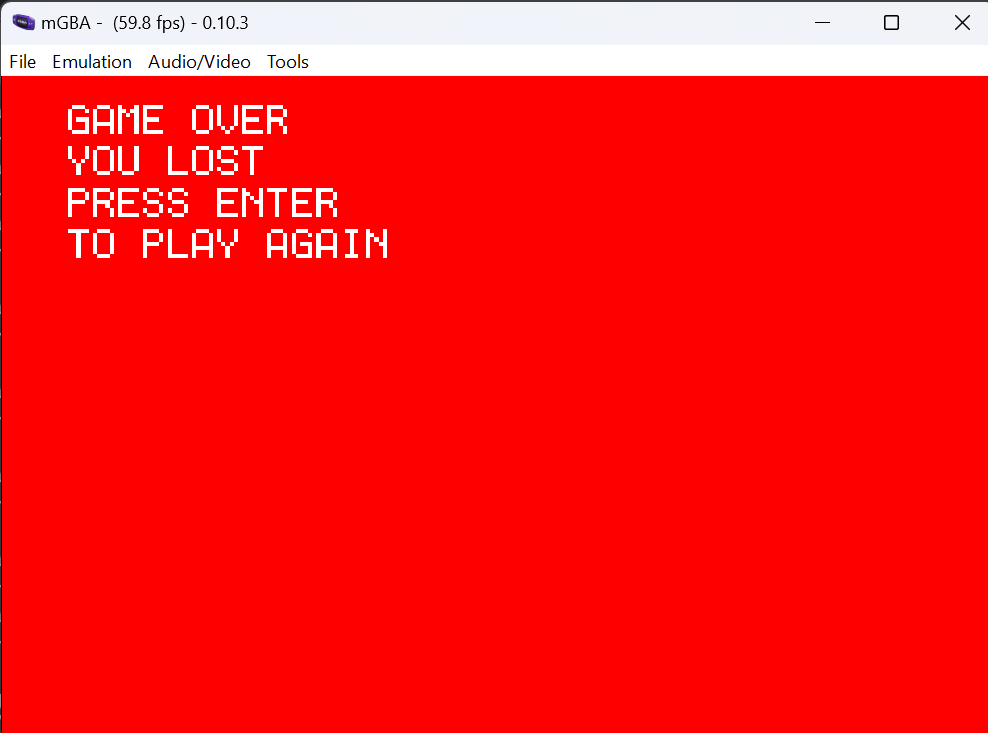 mGBA -  (59.8 fps) - 0.10.3
File Emulation Audio/Video Tools
GAME OVER
YOU LOST
PRESS ENTER
TO PLAY AGAIN